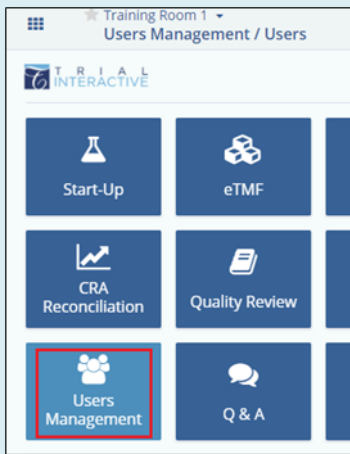 Training Room 1
Users Management / Users
TRIAL
INTERACTIVE
Start-Up
eTMF
CRA
Reconciliation
Quality Review
Users
Management
Q & A